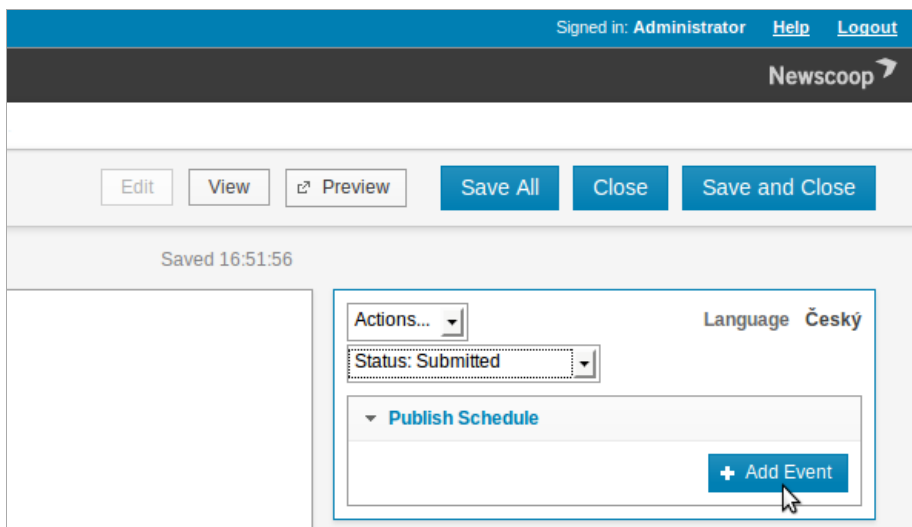 Signed in: Administrator Help Logout
Newscoop
Edit View Preview Save All Close Save and Close
Saved 16:51:56
Actions... Language Český
Status: Submitted
Publish Schedule
+ Add Event